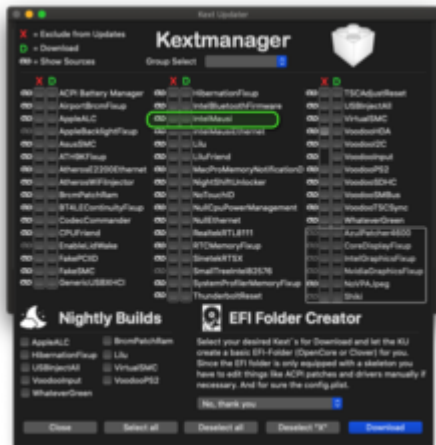 Kext Updater
X = Exclude from Updates
D = Download
= Show Sources
Kextmanager
Group Select
X D
X D
X D
ACPI Battery Manager
AirportBrcmFixup
AppleALC
AppleBacklightFixup
AsusSMC
ATH9KFixup
AtherosE2200Ethernet
AtherosWiFiInjector
BrcmPatchRam
BT4LEContinuityFixup
CodecCommander
CPUFriend
EnableLidWake
FakePCIID
FakeSMC
GenericUSBXHCI
HibernationFixup
IntelBluetoothFirmware
IntelMausi
IntelMausiEthernet
Lilu
LiluFriend
MacProMemoryNotificationD
NightShiftUnlocker
NoTouchID
NullCpuPowerManagement
NullEthernet
RealtekRTL8111
RTCMemoryFixup
SinetekRTSX
SmallTreeIntel82576
SystemProfilerMemoryFixup
ThunderboltReset
TSCAdjustReset
USBInjectAll
VirtualSMC
VoodooHDA
VoodooI2C
VoodooInput
VoodooPS2
VoodooSDHC
VoodooSMBus
VoodooTSCSync
WhateverGreen
AzulPatcher4600
CoreDisplayFixup
IntelGraphicsFixup
NvidiaGraphicsFixup
NoVPAJpeg
Shiki
Nightly Builds
AppleALC
HibernationFixup
USBInjectAll
VoodooInput
WhateverGreen
BrcmPatchRam
Lilu
VirtualSMC
VoodooPS2
EFI Folder Creator
Select your desired Kext´s for Download and let the KU
create a basic EFI-Folder (OpenCore or Clover) for you.
Since the EFI folder is only equipped with a skeleton you
have to edit things like ACPI patches and drivers manually if
necessary. And for sure the config.plist.
No, thank you
Close
Select all
Deselect all
Deselect "X"
Download